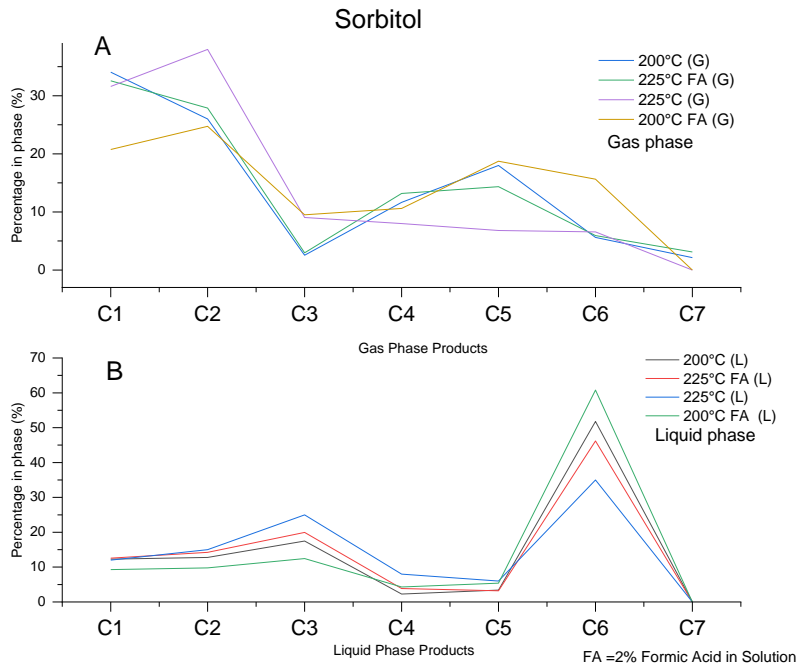 Sorbitol
A
200°C (G)
225°C FA (G)
225°C (G)
200°C FA (G)
Gas phase
Percentage in phase (%)
30
20
10
0
C1 C2 C3 C4 C5 C6 C7
Gas Phase Products
B
200°C (L)
225°C FA (L)
225°C (L)
200°C FA (L)
Liquid phase
Percentage in phase (%)
70
60
50
40
30
20
10
0
C1 C2 C3 C4 C5 C6 C7
Liquid Phase Products
FA =2% Formic Acid in Solution